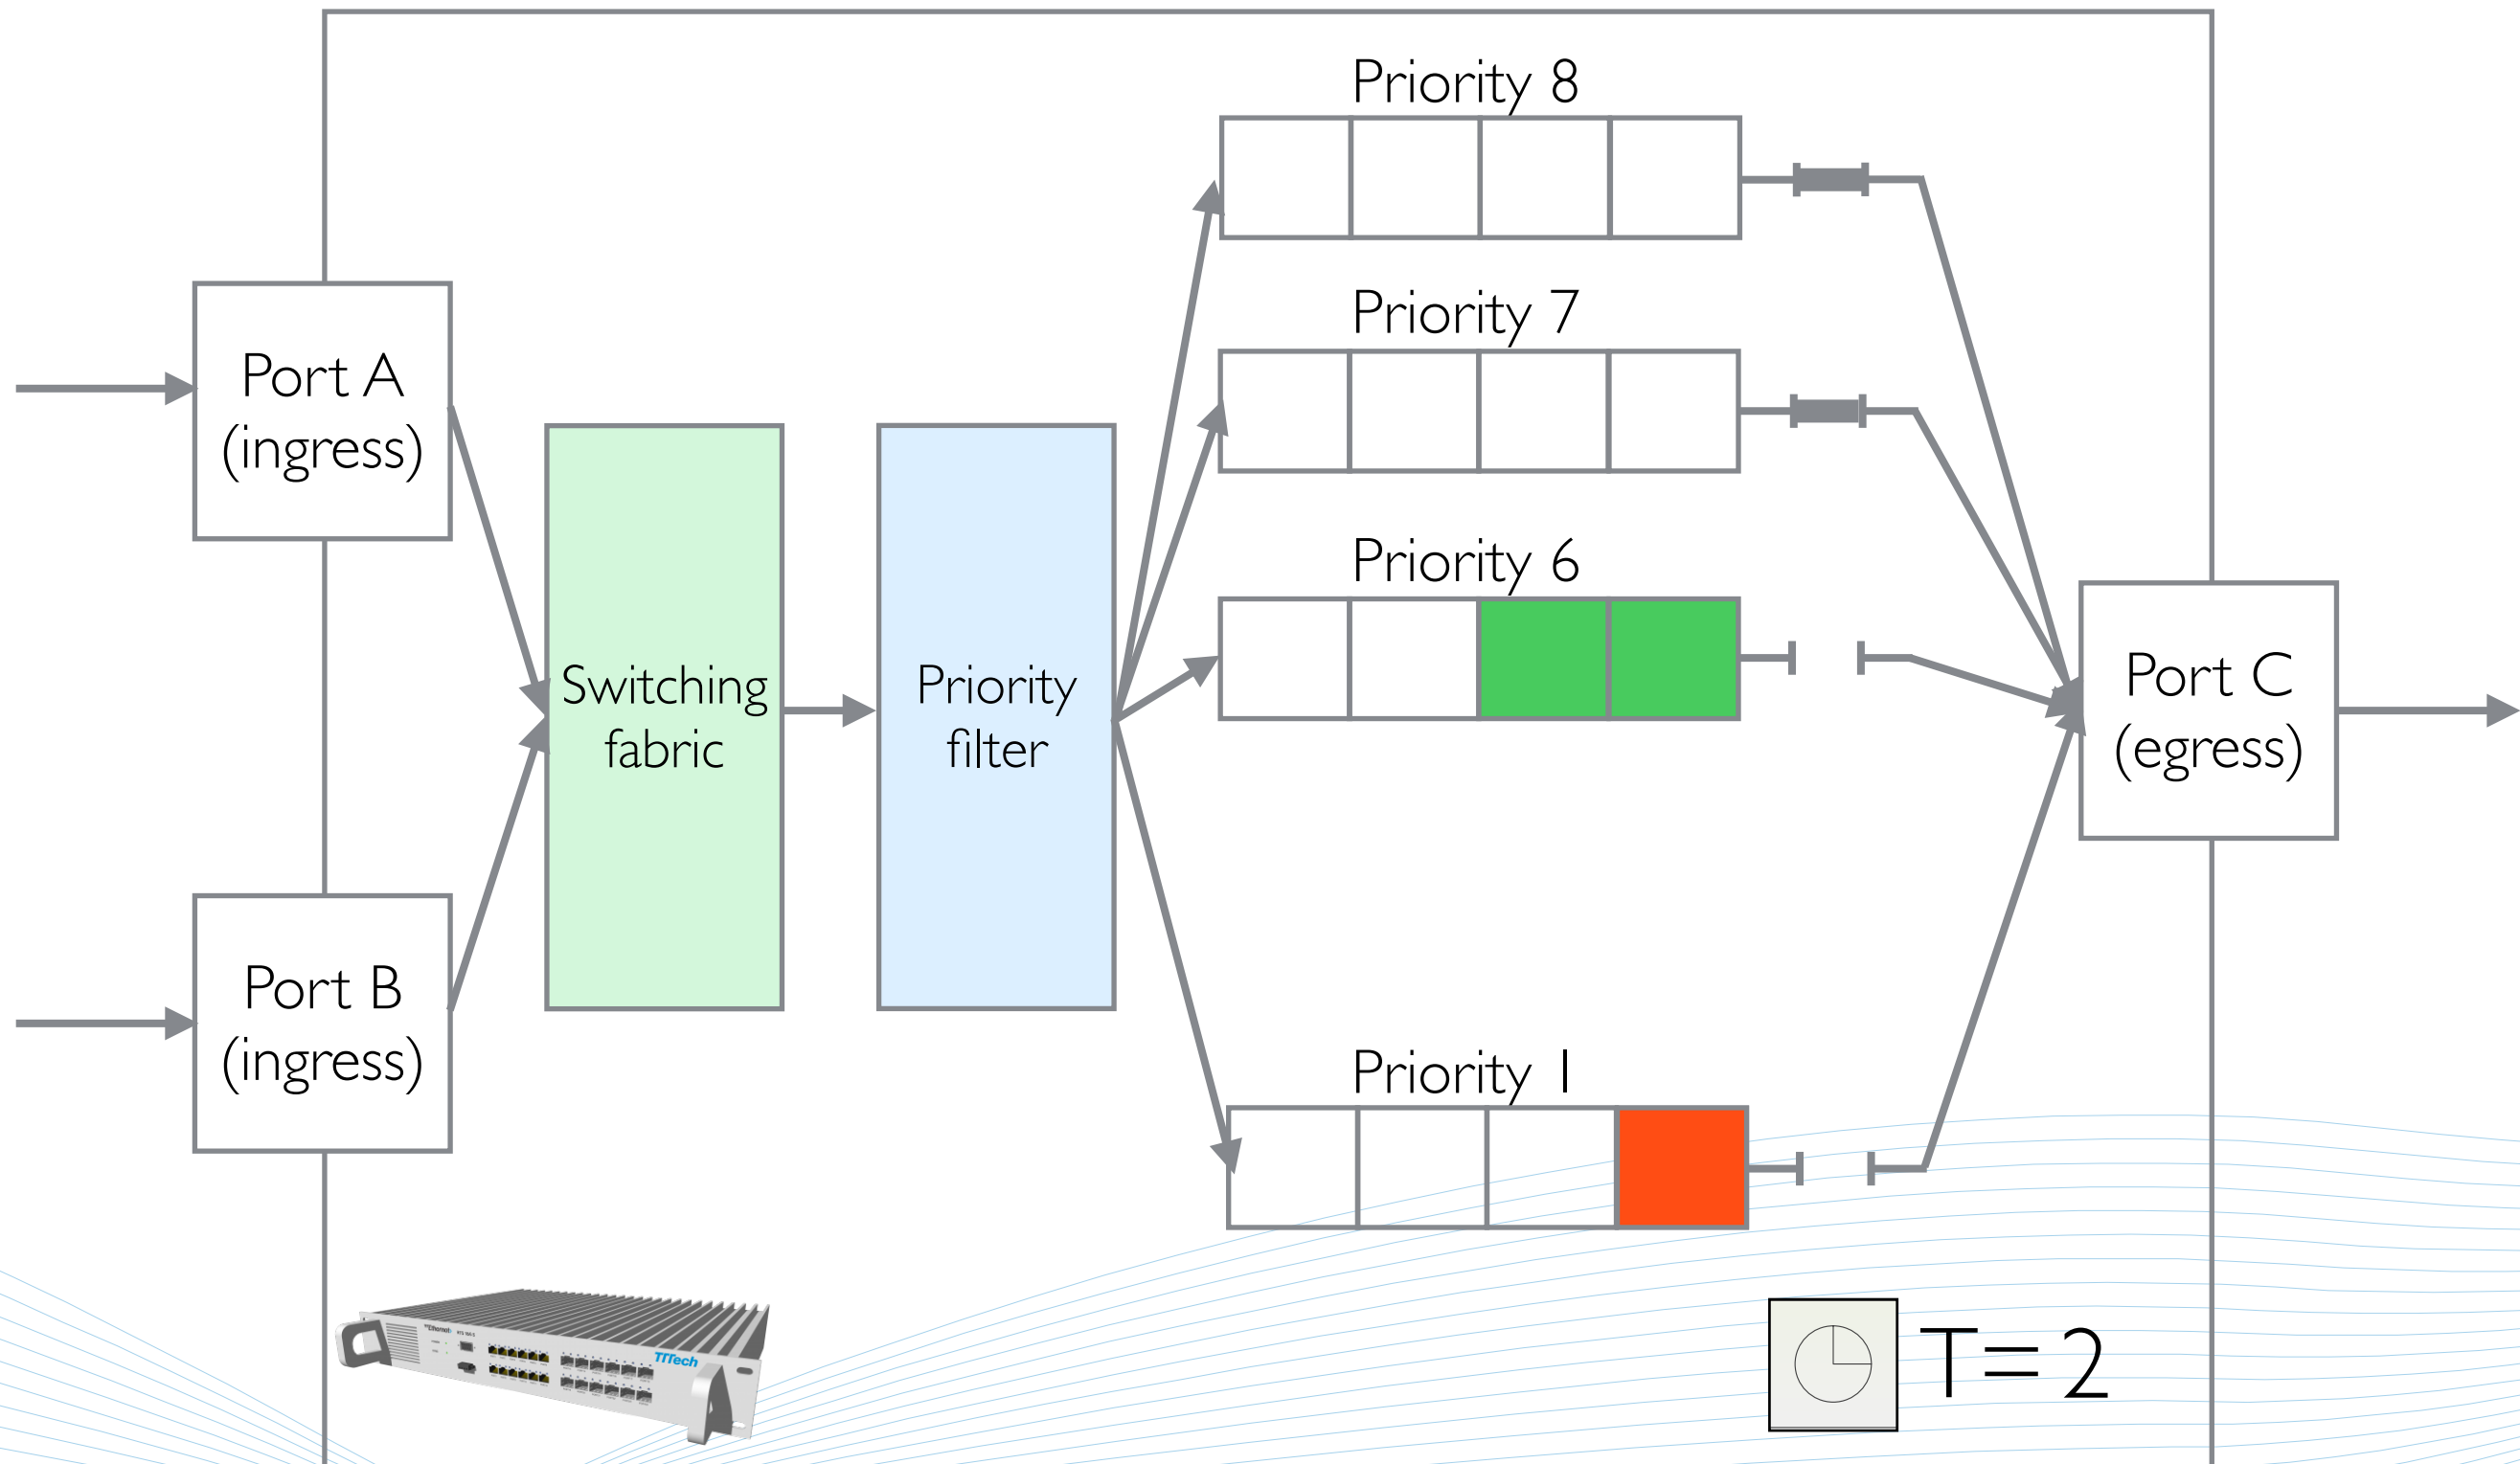 Priority 8
Priority 7
Port A
(ingress)
Priority 6
Switching
fabric
Priority
filter
Port C
(egress)
Port B
(ingress)
Priority 1
TTTech
T= 2